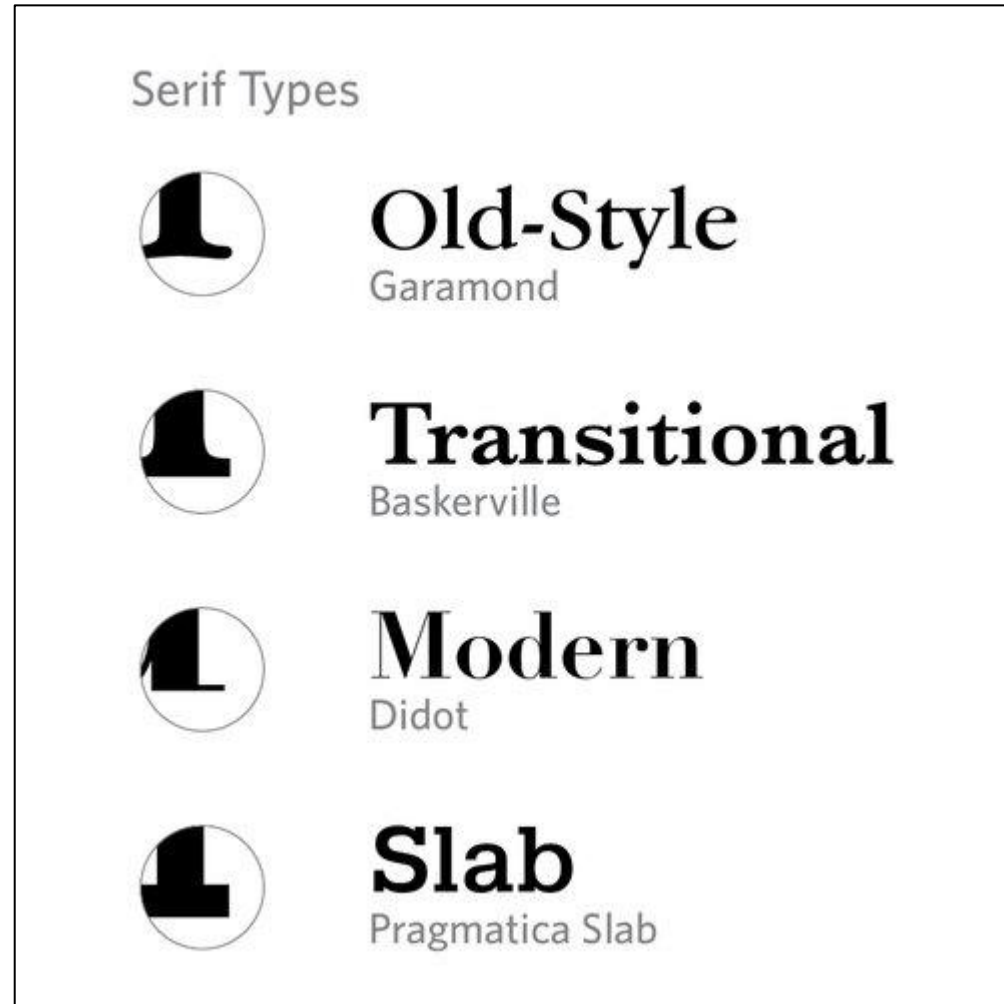 Serif Types
Old-Style
Garamond
Transitional
Baskerville
Modern
Didot
Slab
Pragmatica Slab